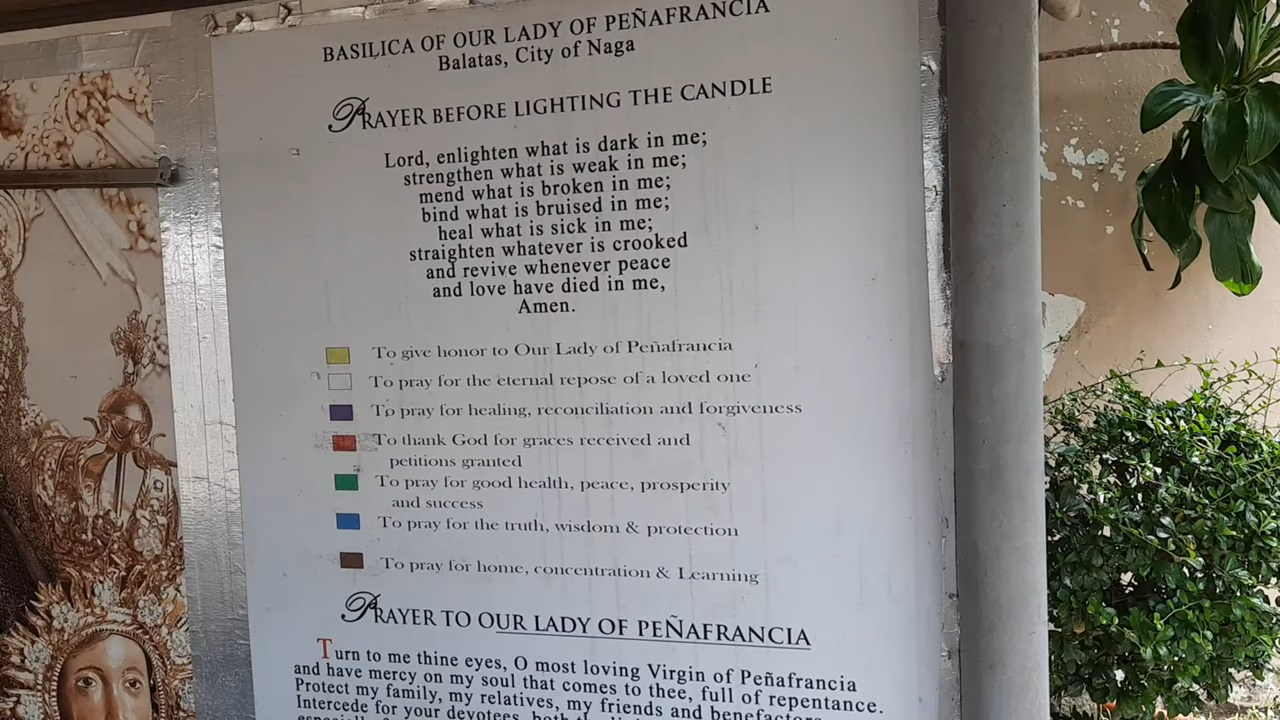 BASILICA OF OUR LADY OF PEÑAFRANCIA
Balatas, City of Naga
PRAYER BEFORE LIGHTING THE CANDLE
Lord, enlighten what is dark in me;
strengthen what is weak in me;
mend what is broken in me;
bind what is bruised in me;
heal what is sick in me;
straighten whatever is crooked
and revive whenever peace
and love have died in me,
Amen.
To give honor to Our Lady of Peñafrancia
To pray for the eternal repose of a loved one
To pray for healing, reconciliation and forgiveness
To thank God for graces received and
petitions granted
To pray for good health, peace, prosperity
and success
To pray for the truth, wisdom & protection
To pray for home, concentration & Learning
PRAYER TO OUR LADY OF PEÑAFRANCIA
Turn to me thine eyes, O most loving Virgin of Peñafrancia
and have mercy on my soul that comes to thee, full of repentance.
Protect my family, my relatives, my friends and benefactors
Intercede for your devotees, both the
especially